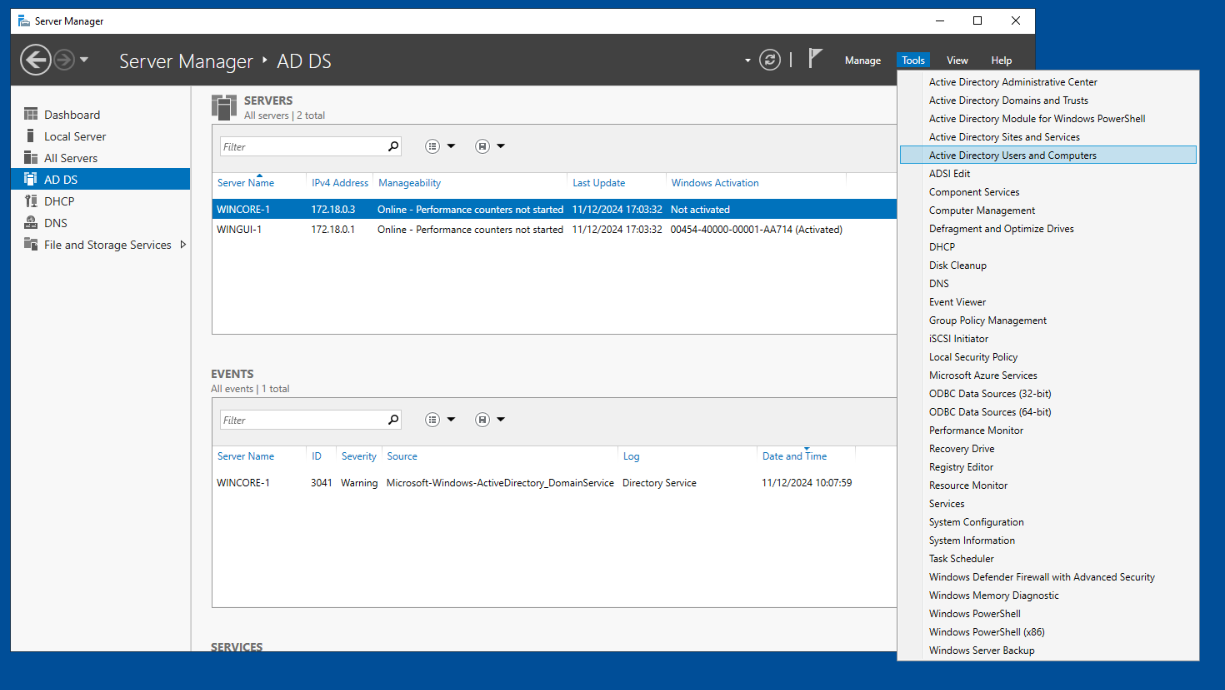 Server Manager
Server Manager ‣ AD DS
Manage Tools View Help
Dashboard
Local Server
All Servers
AD DS
DHCP
DNS
File and Storage Services
SERVERS
All servers | 2 total
Filter
Server Name IPv4 Address Manageability Last Update Windows Activation
WINCORE-1 172.18.0.3 Online - Performance counters not started 11/12/2024 17:03:32 Not activated
WINGUI-1 172.18.0.1 Online - Performance counters not started 11/12/2024 17:03:32 00454-40000-00001-AA714 (Activated)
EVENTS
All events | 1 total
Filter
Server Name ID Severity Source Log Date and Time
WINCORE-1 3041 Warning Microsoft-Windows-ActiveDirectory_DomainService Directory Service 11/12/2024 10:07:59
SERVICES
Active Directory Administrative Center
Active Directory Domains and Trusts
Active Directory Module for Windows PowerShell
Active Directory Sites and Services
Active Directory Users and Computers
ADSI Edit
Component Services
Computer Management
Defragment and Optimize Drives
DHCP
Disk Cleanup
DNS
Event Viewer
Group Policy Management
iSCSI Initiator
Local Security Policy
Microsoft Azure Services
ODBC Data Sources (32-bit)
ODBC Data Sources (64-bit)
Performance Monitor
Recovery Drive
Registry Editor
Resource Monitor
Services
System Configuration
System Information
Task Scheduler
Windows Defender Firewall with Advanced Security
Windows Memory Diagnostic
Windows PowerShell
Windows PowerShell (x86)
Windows Server Backup